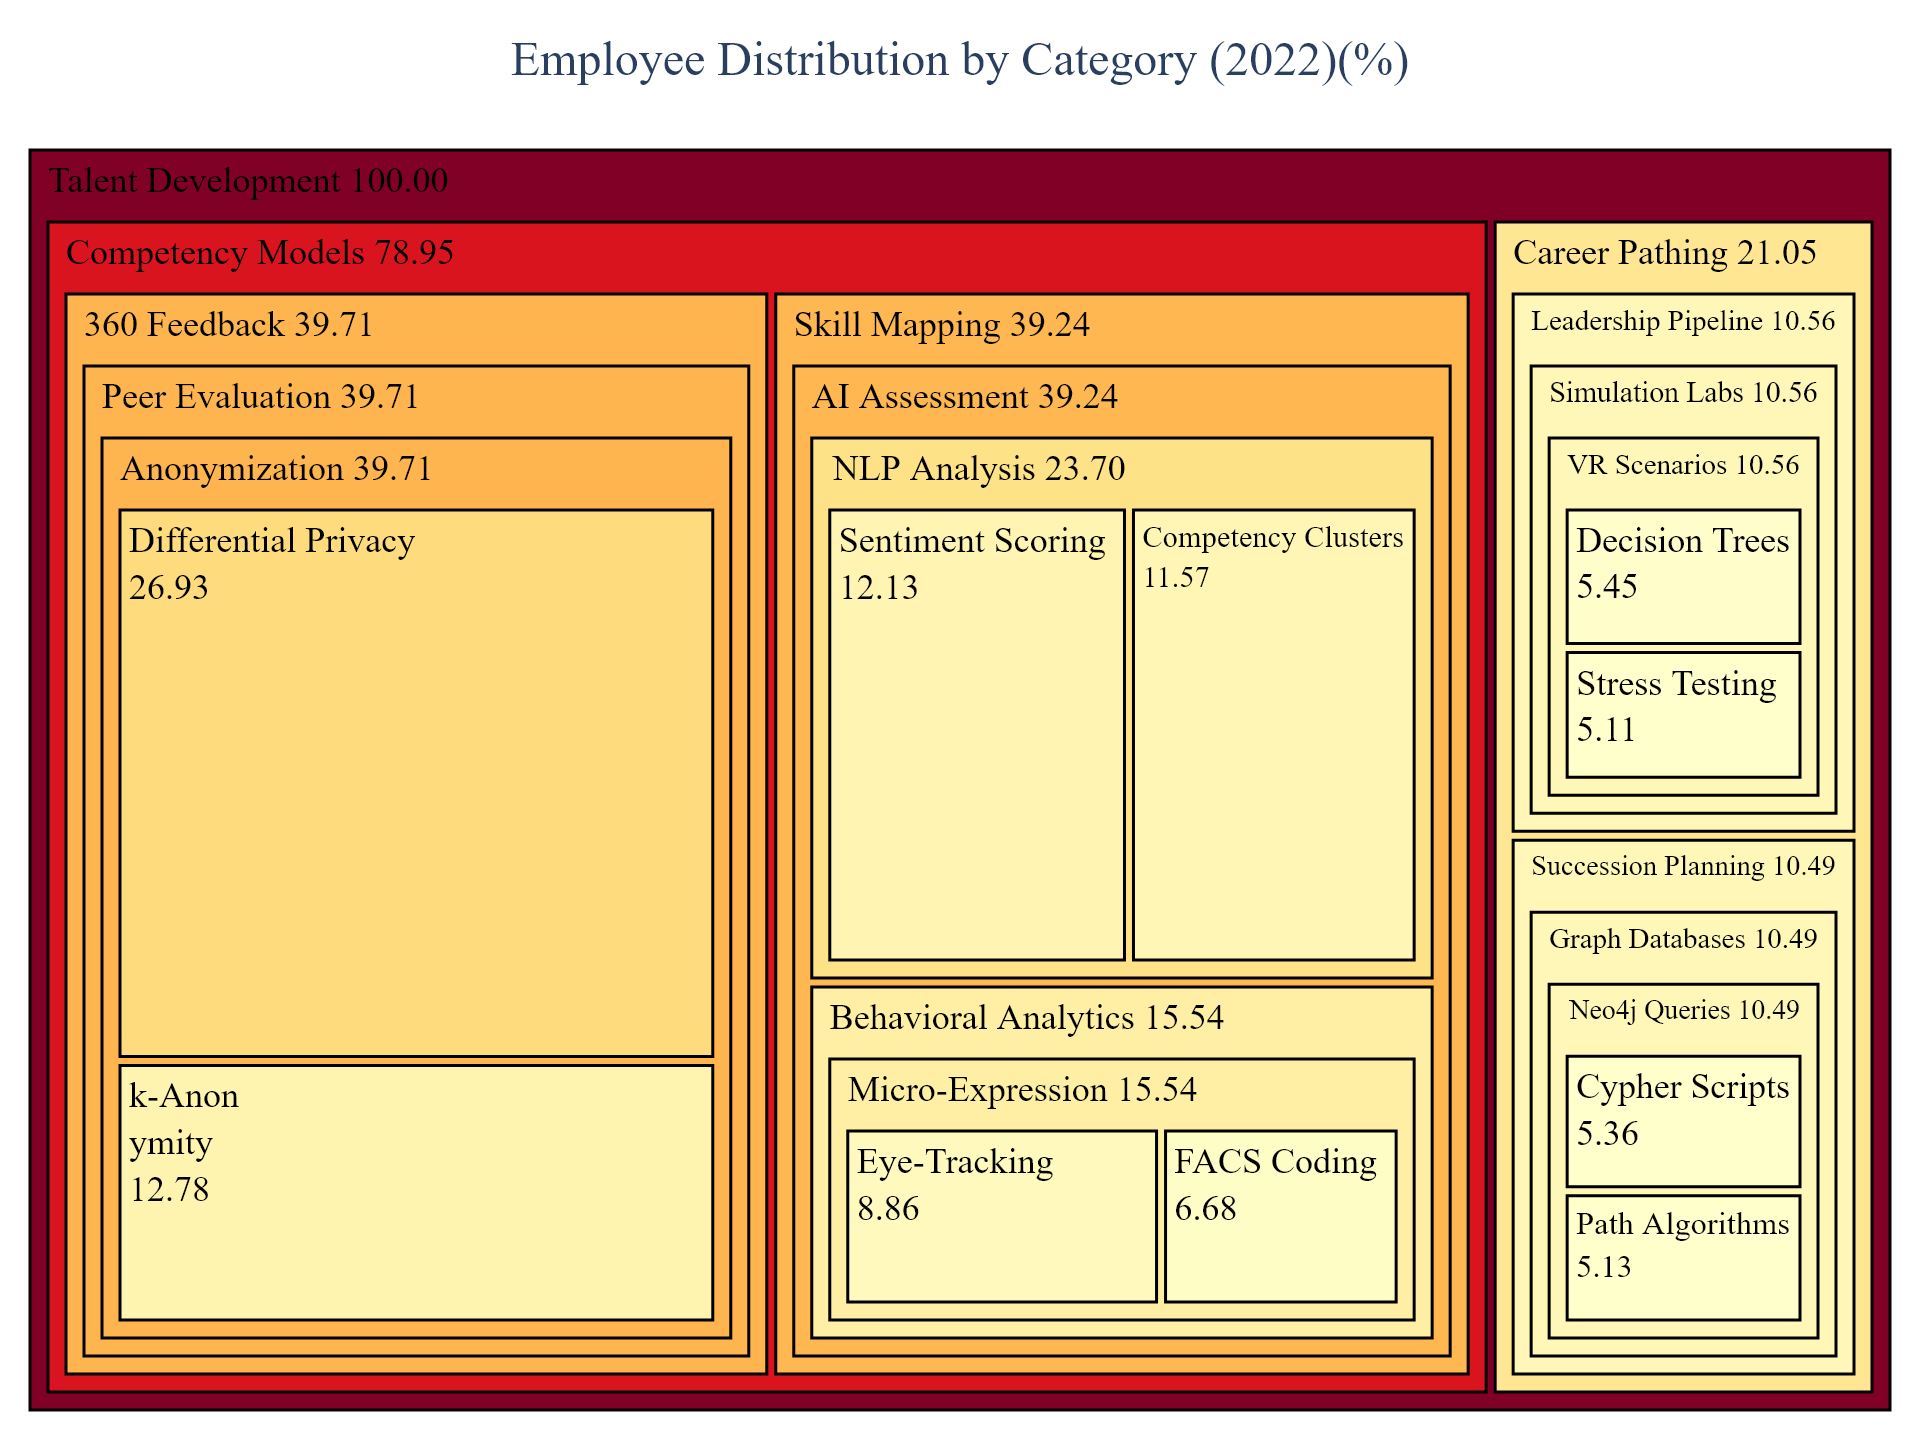 Employee Distribution by Category (2022)(%)
Talent Development 100.00
Competency Models 78.95
360 Feedback 39.71
Peer Evaluation 39.71
Anonymization 39.71
Differential Privacy
26.93
k-Anon
ymity
12.78
Skill Mapping 39.24
AI Assessment 39.24
NLP Analysis 23.70
Sentiment Scoring
12.13
Competency Clusters
11.57
Behavioral Analytics 15.54
Micro-Expression 15.54
Eye-Tracking
8.86
FACS Coding
6.68
Career Pathing 21.05
Leadership Pipeline 10.56
Simulation Labs 10.56
VR Scenarios 10.56
Decision Trees
5.45
Stress Testing
5.11
Succession Planning 10.49
Graph Databases 10.49
Neo4j Queries 10.49
Cypher Scripts
5.36
Path Algorithms
5.13